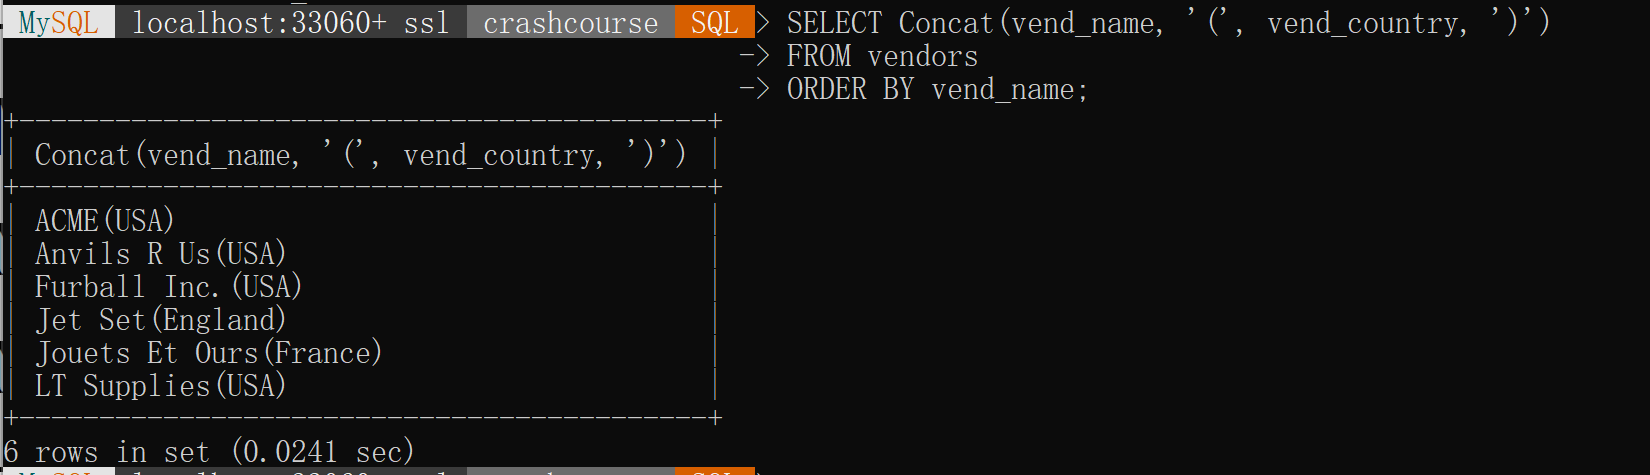 MySQL localhost:33060+ ssl crashcourse SQL > SELECT Concat(vend_name, '(', vend_country, ')')
-> FROM vendors
-> ORDER BY vend_name;
+-------------------------------------------+
| Concat(vend_name, '(', vend_country, ')') |
+-------------------------------------------+
| ACME(USA) |
| Anvils R Us(USA) |
| Furball Inc.(USA) |
| Jet Set(England) |
| Jouets Et Ours(France) |
| LT Supplies(USA) |
+-------------------------------------------+
6 rows in set (0.0241 sec)